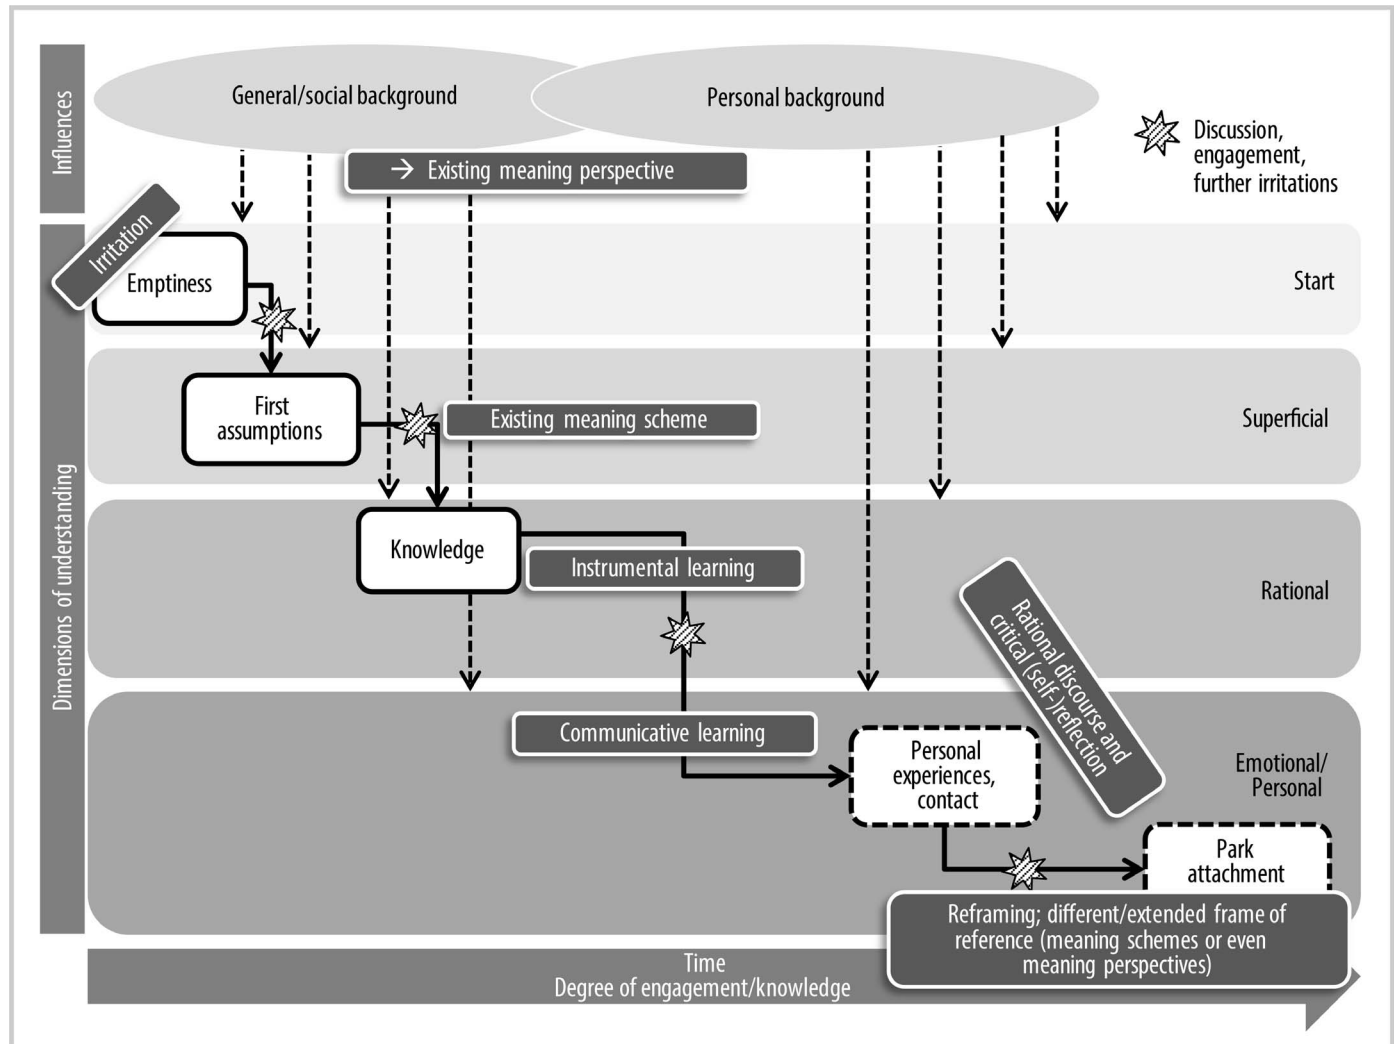 Influences
General/social background
Personal background
→ Existing meaning perspective
Discussion,
engagement,
further irritations
Dimensions of understanding
Irritation
Emptiness
Start
First
assumptions
Existing meaning scheme
Superficial
Knowledge
Instrumental learning
Rational
Rational discourse and
critical (self-)reflection
Communicative learning
Personal
experiences,
contact
Emotional/
Personal
Park
attachment
Reframing; different/extended frame of
reference (meaning schemes or even
meaning perspectives)
Time
Degree of engagement/knowledge